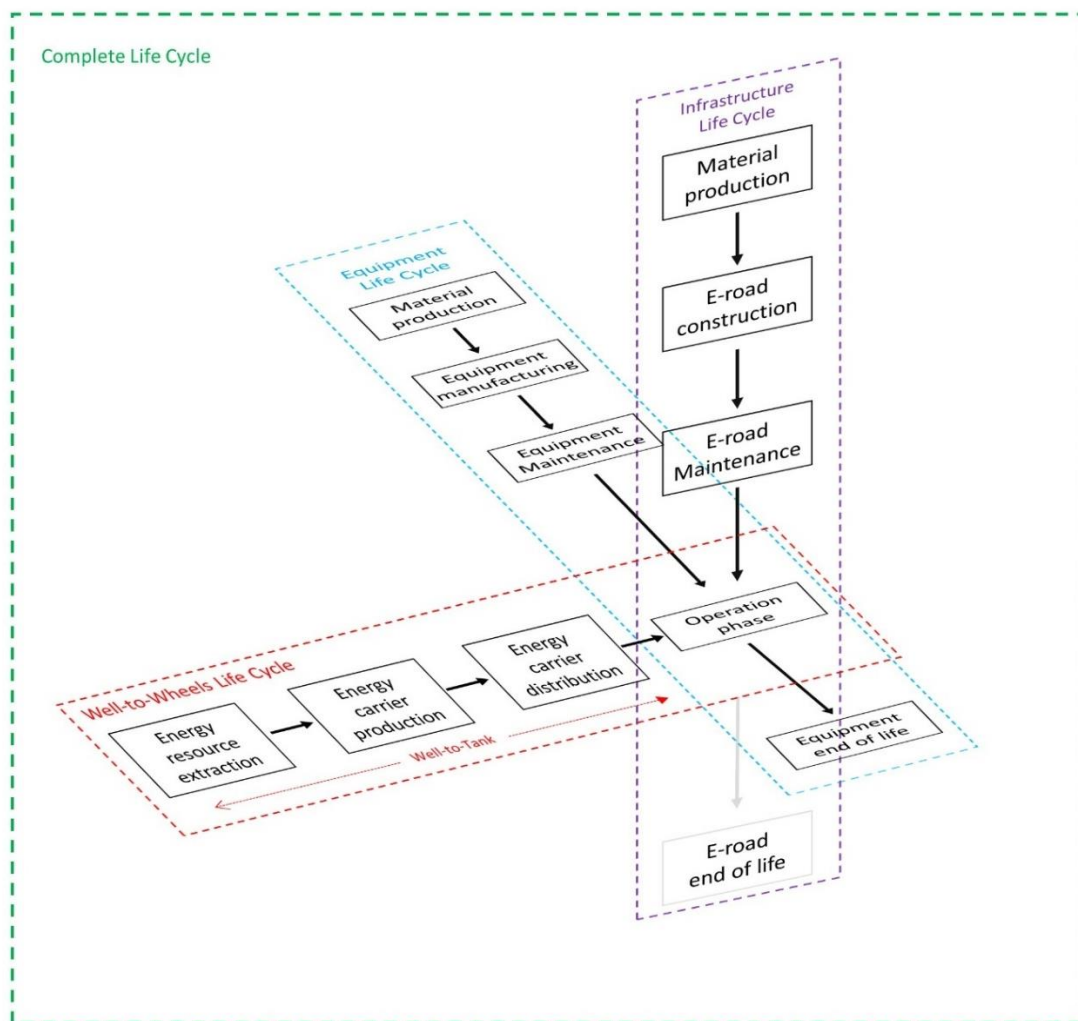 Complete Life Cycle
Infrastructure
Life Cycle
Material
production
E-road
construction
E-road
Maintenance
Equipment
Life Cycle
Material
production
Equipment
manufacturing
Equipment
Maintenance
Operation
phase
Equipment
end of life
Well-to-Wheels Life Cycle
Energy
resource
extraction
Energy
carrier
production
Energy
carrier
distribution
Well-to-Tank
E-road
end of life